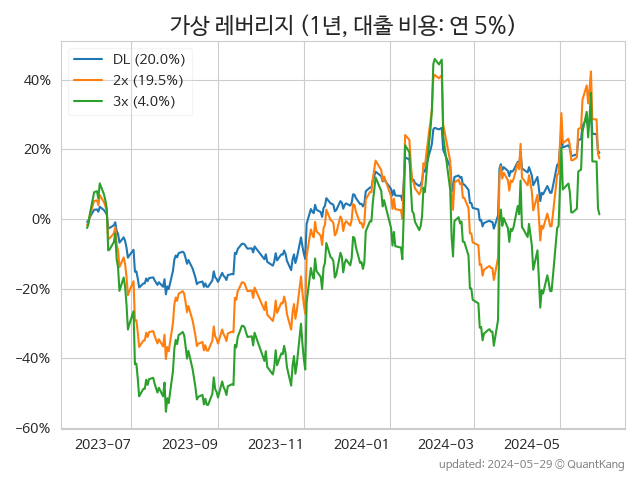 가상 레버리지 (1년, 대출 비용: 연 5%)
DL (20.0%)
2x (19.5%)
3x (4.0%)
40%
20%
0%
−20%
−40%
−60%
2023-07 2023-09 2023-11 2024-01 2024-03 2024-05
updated: 2024-05-29 © QuantKang